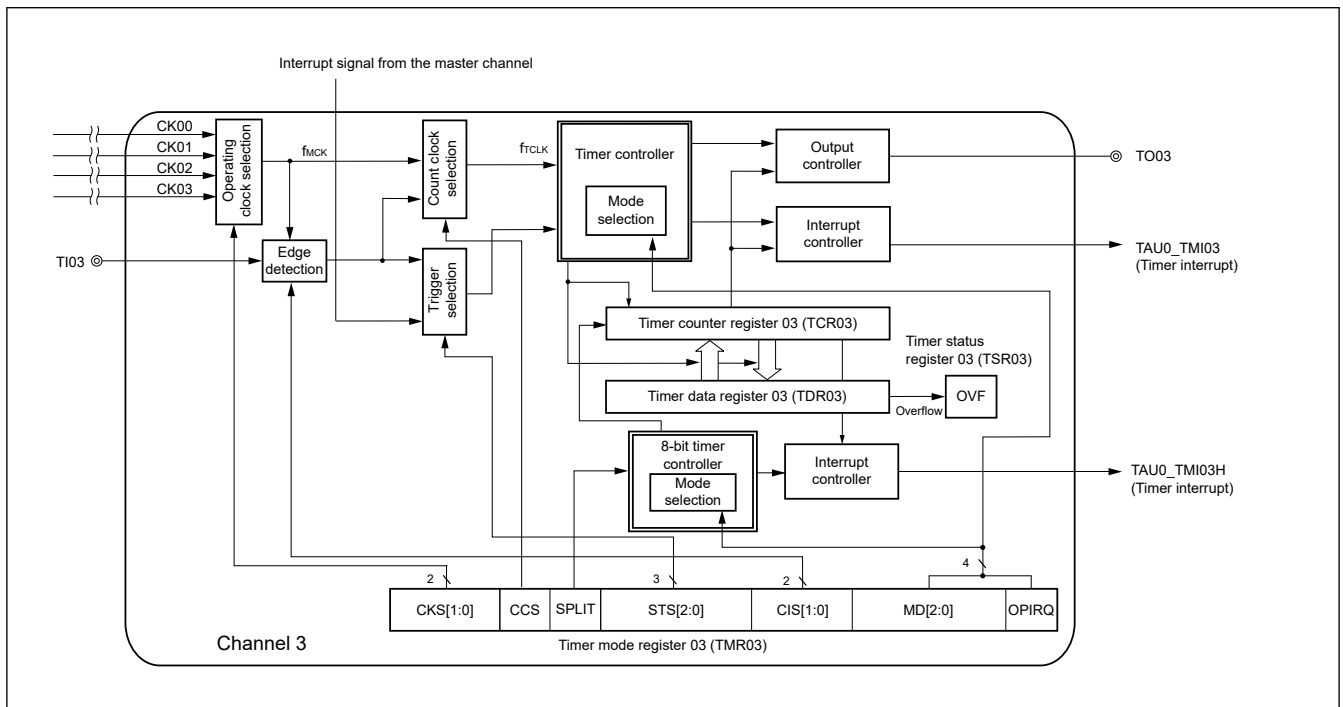 Interrupt signal from the master channel
CK00
CK01
CK02
CK03
Operating
clock selection
fMCK
Count clock
selection
fTCLK
Timer controller
Mode
selection
Output
controller
TO03
Interrupt
controller
TAU0_TMI03
(Timer interrupt)
TI03
Edge
detection
Trigger
selection
Timer counter register 03 (TCR03)
Timer status
register 03 (TSR03)
Timer data register 03 (TDR03)
Overflow
OVF
8-bit timer
controller
Mode
selection
Interrupt
controller
TAU0_TMI03H
(Timer interrupt)
2
3
2
4
CKS[1:0]
CCS
SPLIT
STS[2:0]
CIS[1:0]
MD[2:0]
OPIRQ
Channel 3
Timer mode register 03 (TMR03)